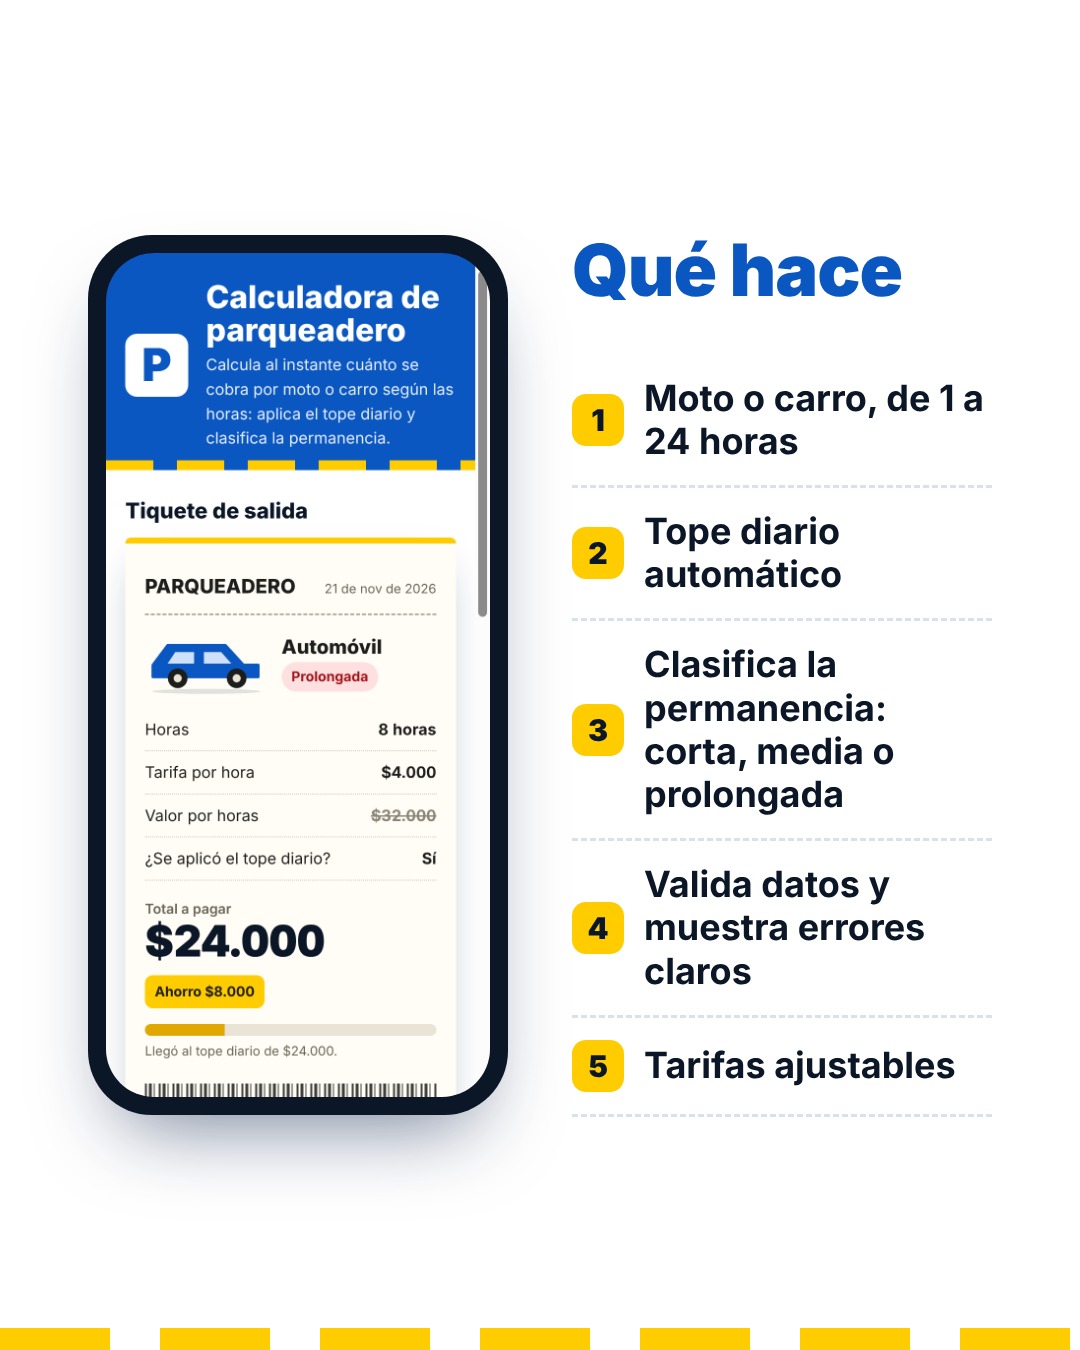 Calculadora de
parqueadero
P
Calcula al instante cuánto se
cobra por moto o carro según las
horas: aplica el tope diario y
clasifica la permanencia.
Tiquete de salida
PARQUEADERO 21 de nov de 2026
Automóvil
Prolongada
Horas 8 horas
Tarifa por hora $4.000
Valor por horas $32.000
¿Se aplicó el tope diario? Sí
Total a pagar
$24.000
Ahorro $8.000
Llegó al tope diario de $24.000.
Qué hace
1 Moto o carro, de 1 a
24 horas
2 Tope diario
automático
3 Clasifica la
permanencia:
corta, media o
prolongada
4 Valida datos y
muestra errores
claros
5 Tarifas ajustables